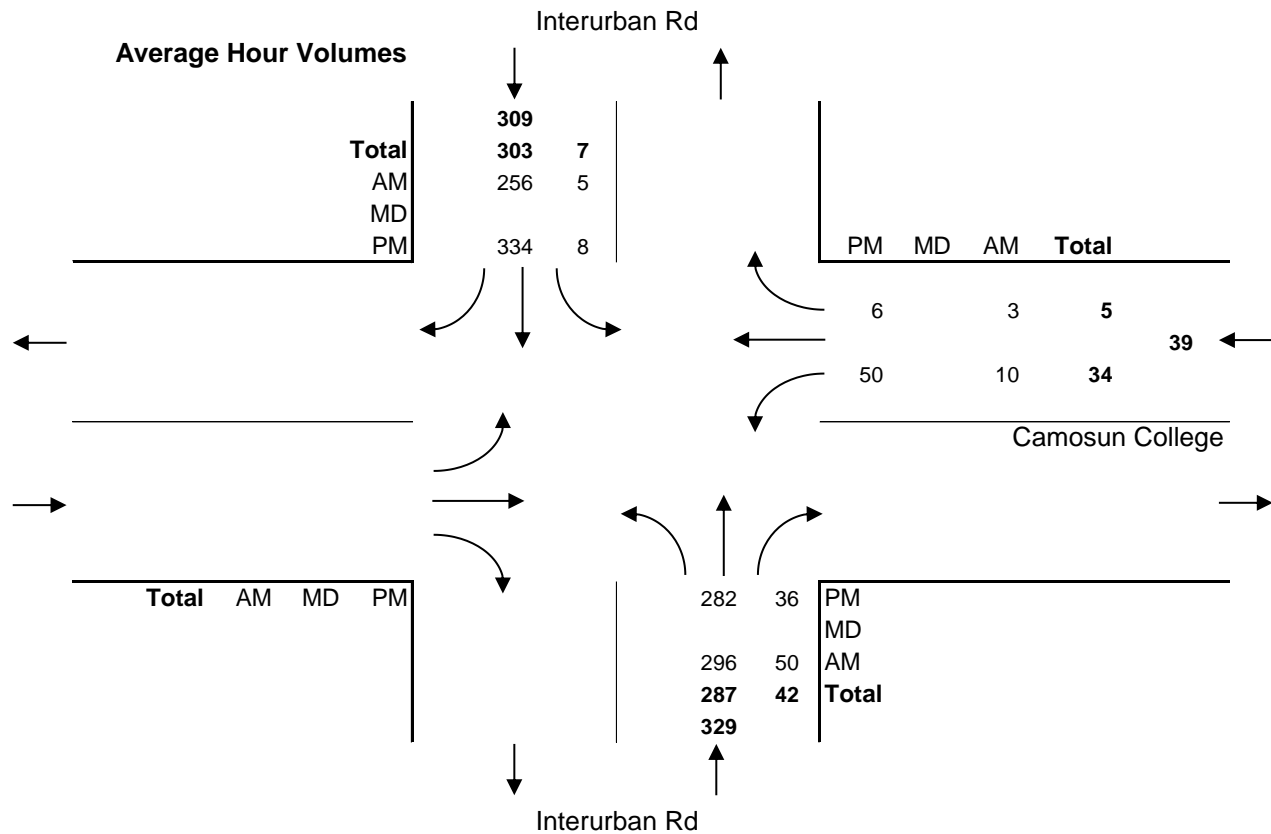 Interurban Rd
Average Hour Volumes
309
Total 303 7
AM 256 5
MD
PM 334 8
PM MD AM Total
6 3 5
39
50 10 34
Camosun College
Total AM MD PM
282 36 PM
MD
296 50 AM
287 42 Total
329
Interurban Rd